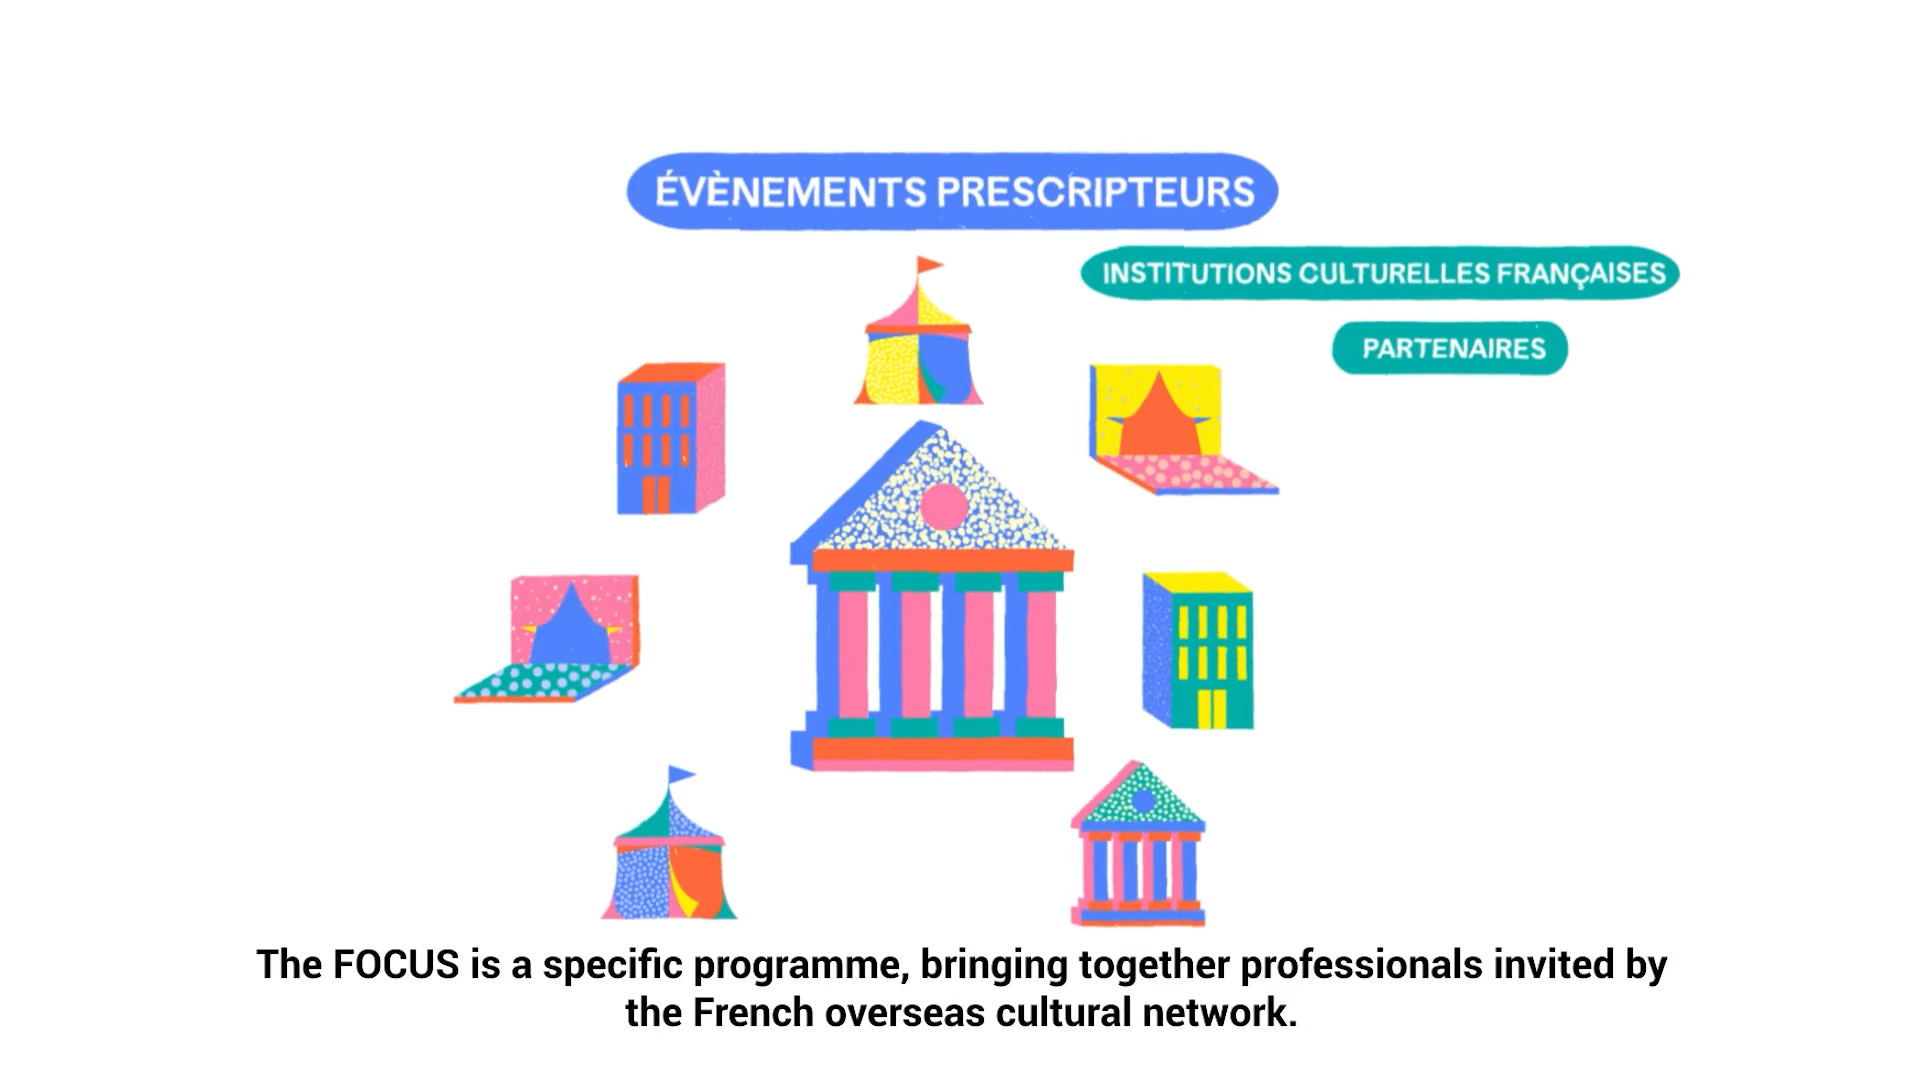 ÉVÈNEMENTS PRESCRIPTEURS
INSTITUTIONS CULTURELLES FRANÇAISES
PARTENAIRES
The FOCUS is a specific programme, bringing together professionals invited by
the French overseas cultural network.